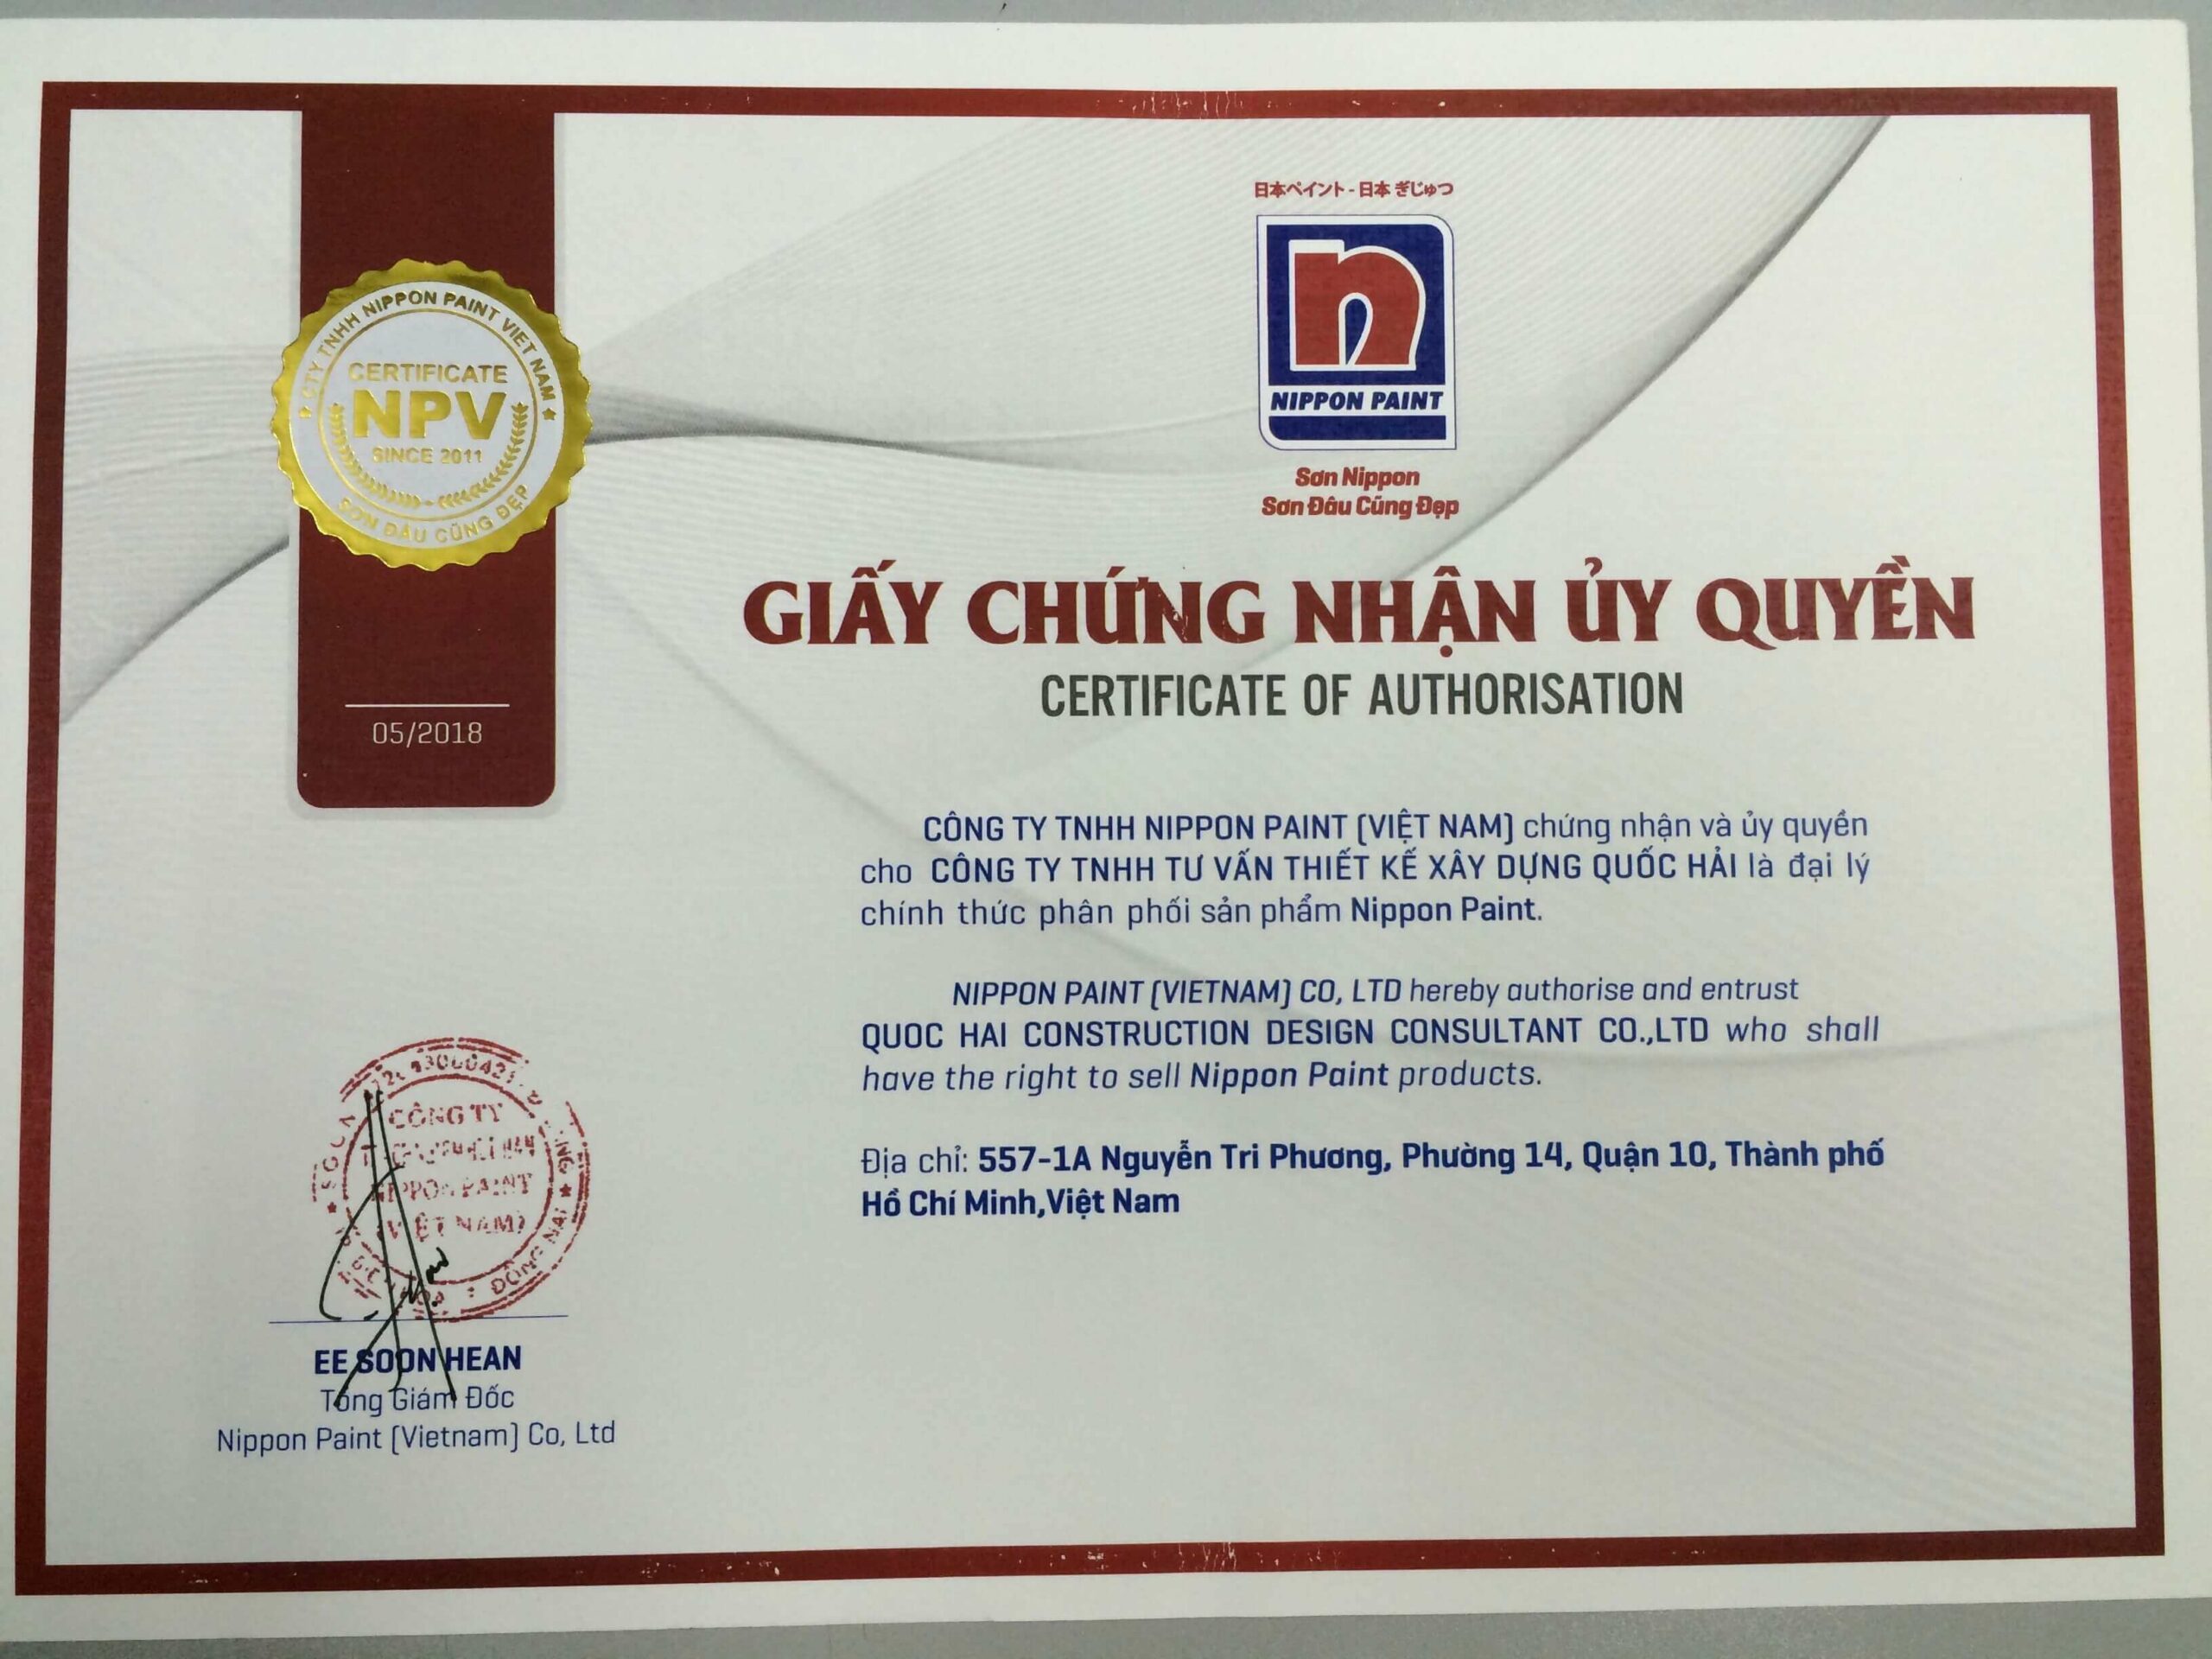 日本ペイント - 日本 ぎじゅつ
n
NIPPON PAINT
Sơn Nippon
Sơn Đâu Cũng Đẹp
CTY TNHH NIPPON PAINT VIET NAM
CERTIFICATE
NPV
SINCE 2011
SƠN ĐÂU CŨNG ĐẸP
05/2018
GIẤY CHỨNG NHẬN ỦY QUYỀN
CERTIFICATE OF AUTHORISATION
CÔNG TY TNHH NIPPON PAINT (VIỆT NAM) chứng nhận và ủy quyền
cho CÔNG TY TNHH TƯ VẤN THIẾT KẾ XÂY DỰNG QUỐC HẢI là đại lý
chính thức phân phối sản phẩm Nippon Paint.
NIPPON PAINT (VIETNAM) CO, LTD hereby authorise and entrust
QUOC HAI CONSTRUCTION DESIGN CONSULTANT CO.,LTD who shall
have the right to sell Nippon Paint products.
Địa chỉ: 557-1A Nguyễn Tri Phương, Phường 14, Quận 10, Thành phố
Hồ Chí Minh,Việt Nam
CÔNG TY
NIPPON PAINT
(VIỆT NAM)
ĐỒNG NAI
EE SOON HEAN
Tổng Giám Đốc
Nippon Paint (Vietnam) Co, Ltd